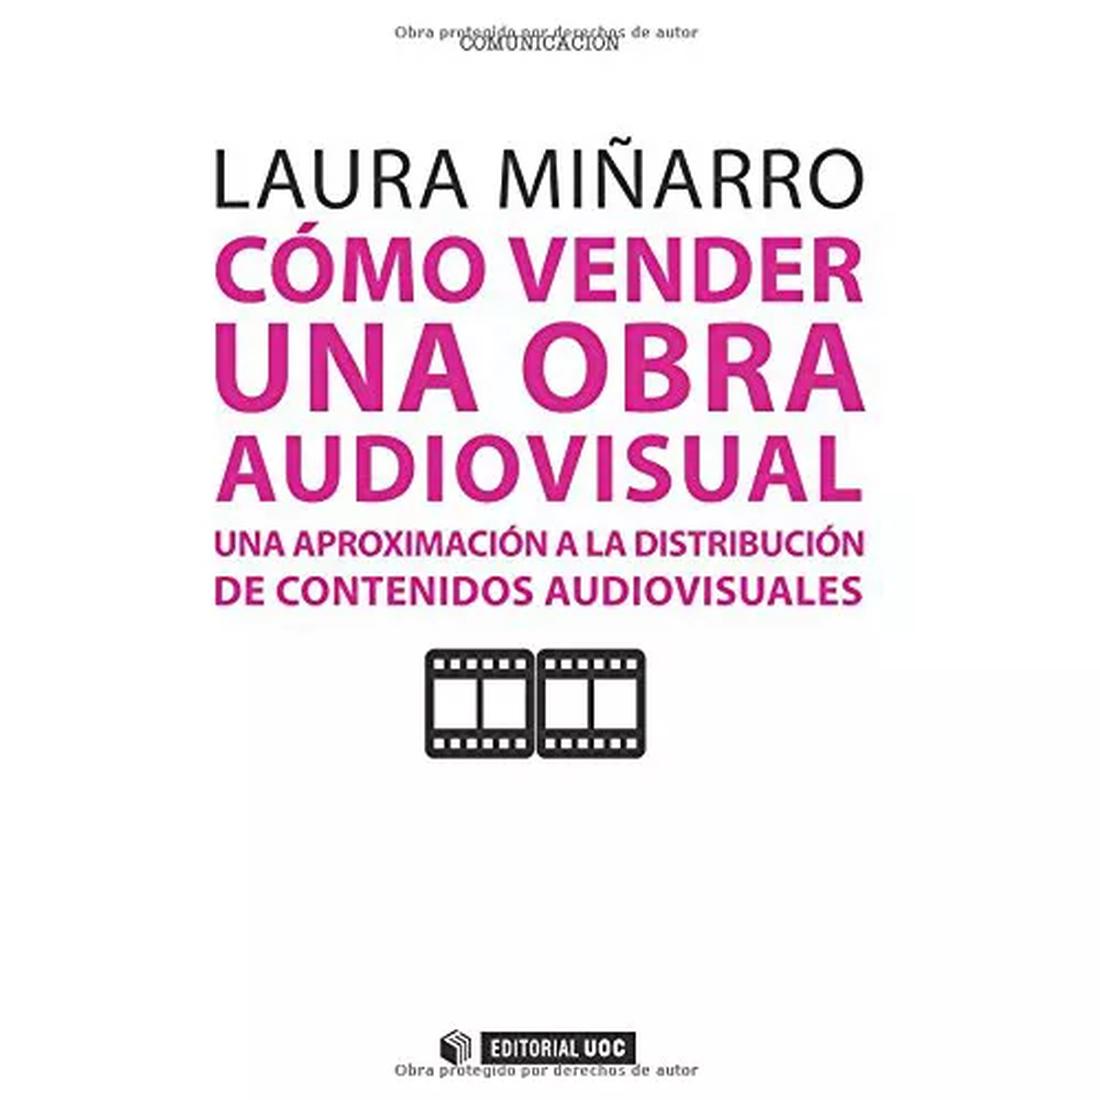 Obra protegido por derechos de autor
COMUNICACIÓN
LAURA MIÑARRO
CÓMO VENDER
UNA OBRA
AUDIOVISUAL
UNA APROXIMACIÓN A LA DISTRIBUCIÓN
DE CONTENIDOS AUDIOVISUALES
EDITORIAL UOC
Obra protegido por derechos de autor